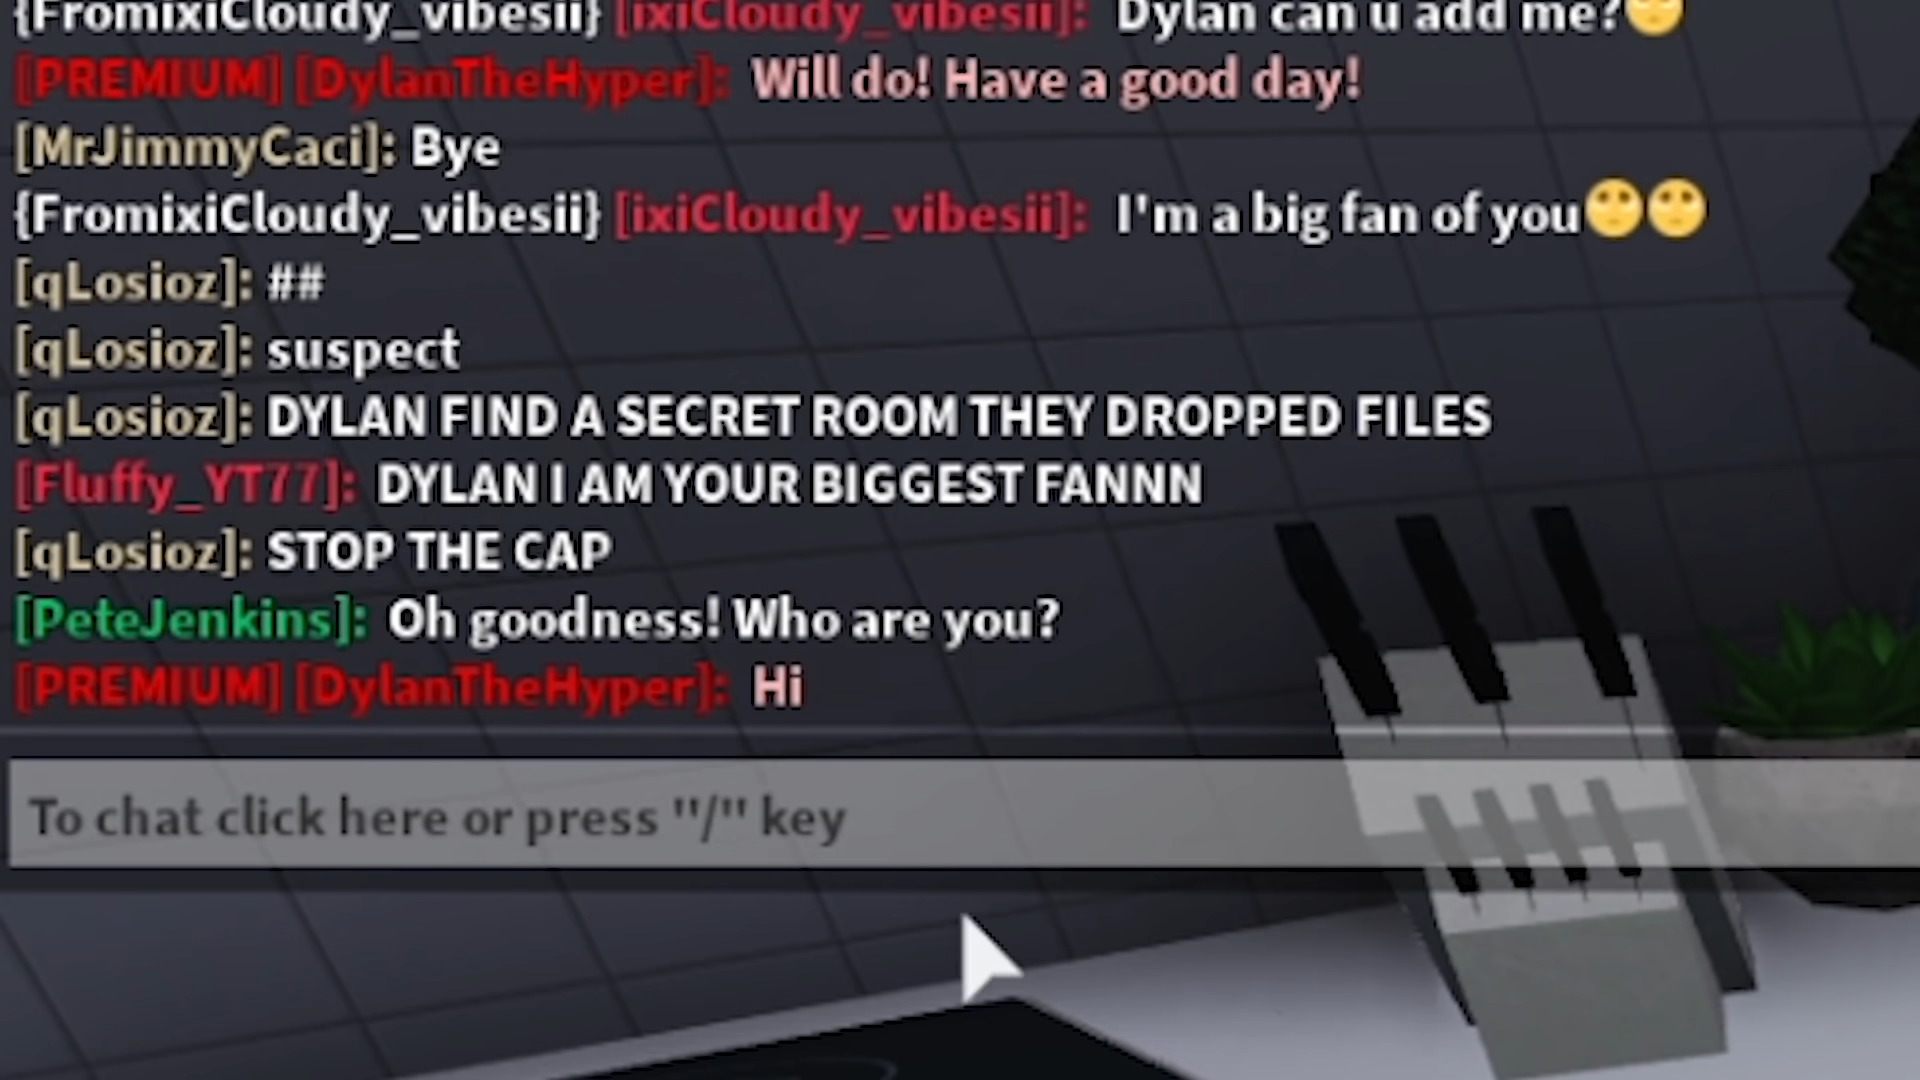 {FromixiCloudy_vibesii} [ixiCloudy_vibesii]: Dylan can u add me?🙄
[PREMIUM] [DylanTheHyper]: Will do! Have a good day!
[MrJimmyCaci]: Bye
{FromixiCloudy_vibesii} [ixiCloudy_vibesii]: I'm a big fan of you🙄🙄
[qLosioz]: ##
[qLosioz]: suspect
[qLosioz]: DYLAN FIND A SECRET ROOM THEY DROPPED FILES
[Fluffy_YT77]: DYLAN I AM YOUR BIGGEST FANNN
[qLosioz]: STOP THE CAP
[PeteJenkins]: Oh goodness! Who are you?
[PREMIUM] [DylanTheHyper]: Hi
To chat click here or press "/" key